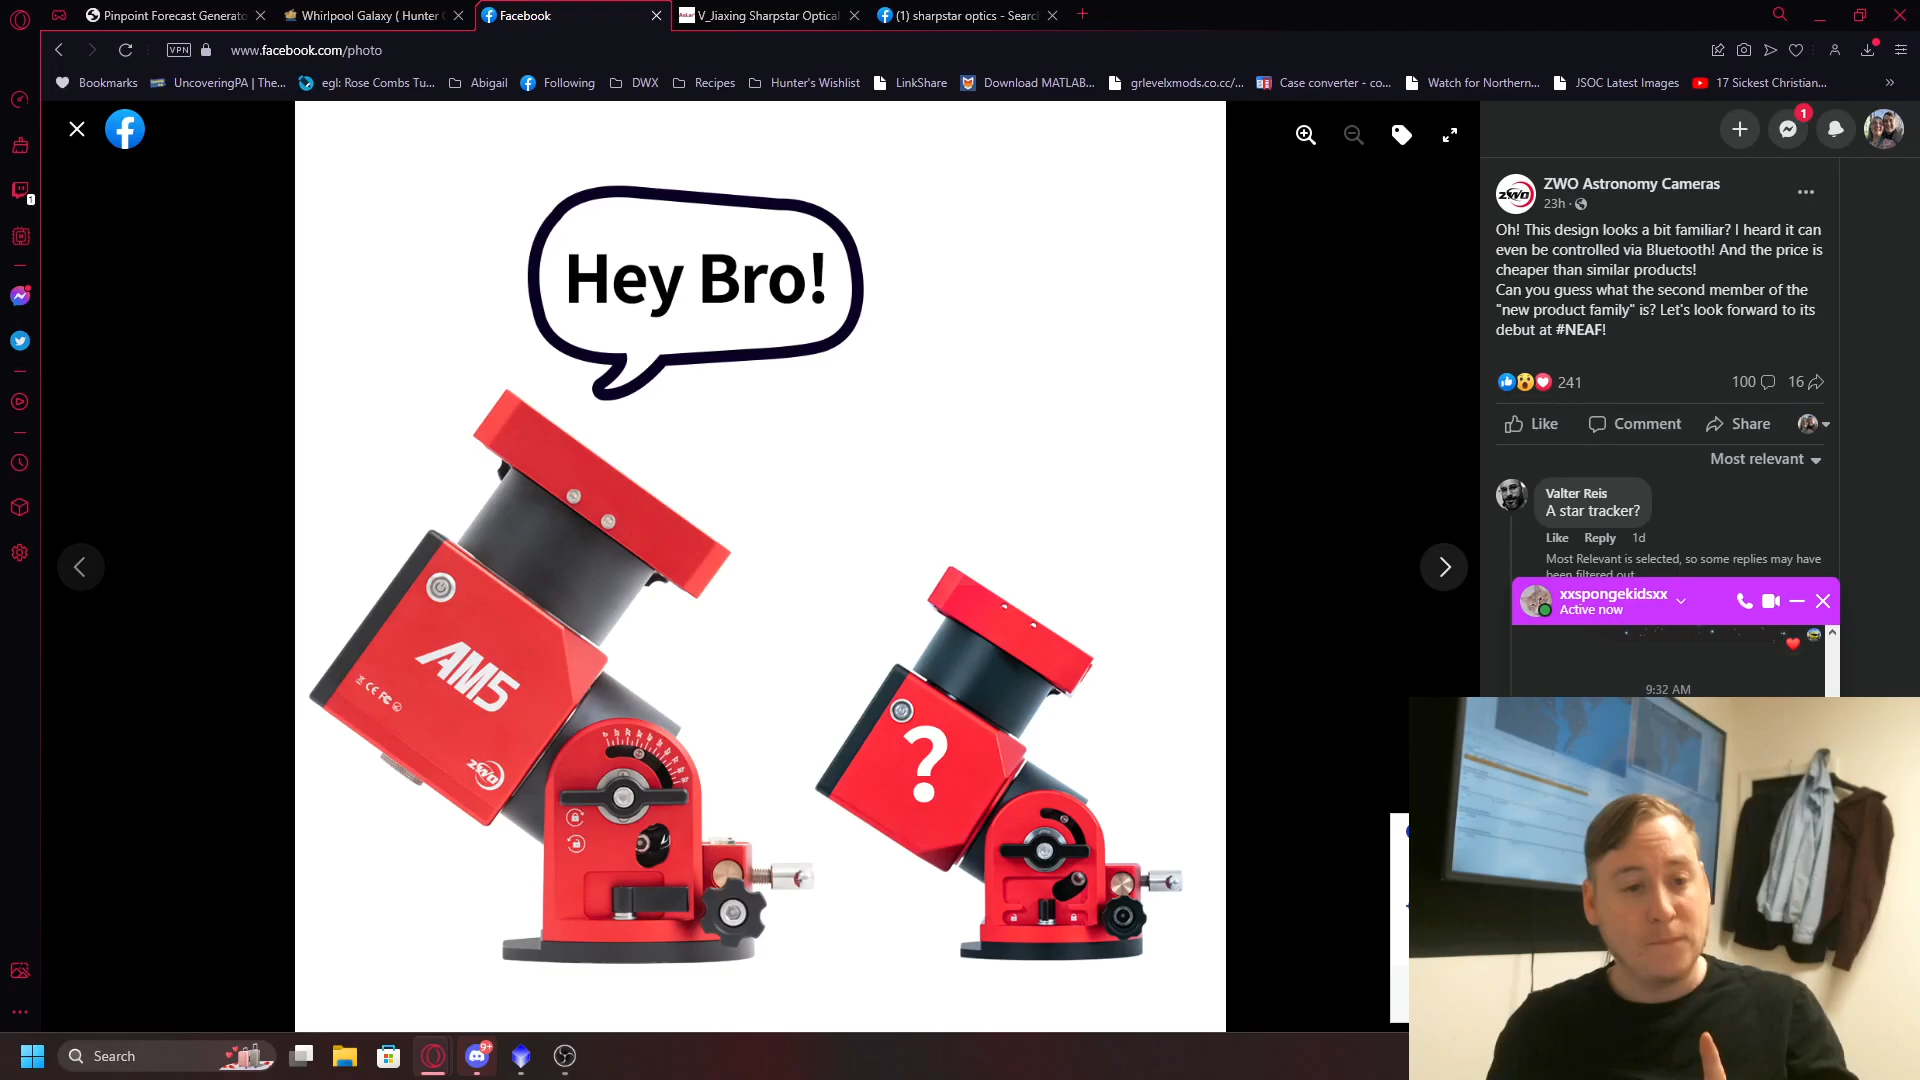 Pinpoint Forecast Generato
Whirlpool Galaxy ( Hunter
Facebook
V_Jiaxing Sharpstar Optical
(1) sharpstar optics - Searc
VPN
www.facebook.com/photo
Bookmarks
UncoveringPA | The...
egl: Rose Combs Tu...
Abigail
Following
DWX
Recipes
Hunter's Wishlist
LinkShare
Download MATLAB...
grlevelxmods.co.cc/...
Case converter - co...
Watch for Northern...
JSOC Latest Images
17 Sickest Christian...
1
1
ZWO
ZWO Astronomy Cameras
23h
Oh! This design looks a bit familiar? I heard it can
even be controlled via Bluetooth! And the price is
cheaper than similar products!
Can you guess what the second member of the
"new product family" is? Let's look forward to its
debut at #NEAF!
241
100
16
Like
Comment
Share
Most relevant
Valter Reis
A star tracker?
Like
Reply
1d
Most Relevant is selected, so some replies may have
been filtered out.
xxspongekidsxx
Active now
9:32 AM
Hey Bro!
AM5
CE FC
ZWO
?
Search
9+